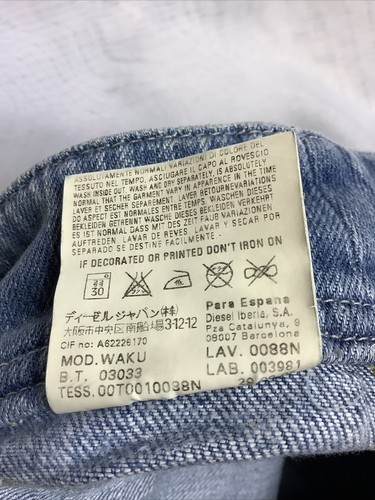 ASSOLUTAMENTE NORMALI VARIAZIONI DI COLORE DEL
TESSUTO NEL TEMPO. ASCIUGARE IL CAPO AL ROVESCIO
WASH INSIDE OUT. WASH AND DRY SEPARATELY, IS ABSOLUTELY
NORMAL THAT THE GARMENT VARY IN APPARENCE IN THE TIME
LAVER ET SECHER SEPAREMENT. LAVER RETOURNE/VARIATIONS
DO ASPECT EST NORMALES ENTRE TEMPS. WASCHEN DIESES
BEKLEIDEN GETRENNT WASCHE DIESES BEKLEIDEN VERKEHRT
ES IST NORMAL DASS MIT DES ZEIT FAUB VARIATIONEN
AUFTREDEN. LAVAR DE REVES. LAVAR Y SECAR POR
SEPARADO SE DESTINE FACILMENTE -
IF DECORATED OR PRINTED DON'T IRON ON
30
ディーゼルジャパン(株)
大阪市中央区南船場3-12-12
CIF no: A62226170
Para Espana
Diesel Iberia, S.A.
Pza Catalunya, 9
08007 Barcelona
MOD.WAKU LAV. 0088N
B.T. 03033 LAB. 003981
TESS.00T0010038N